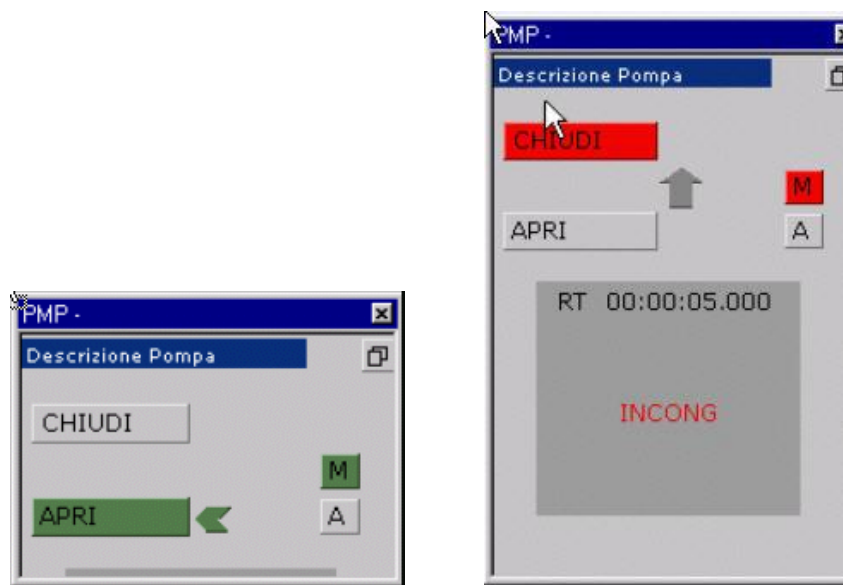 PMP -
Descrizione Pompa
CHIUDI
M
APRI
A
PMP -
Descrizione Pompa
CHIUDI
M
APRI
A
RT 00:00:05.000
INCONG